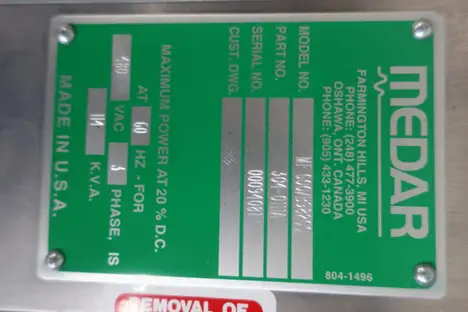 MEDAR
FARMINGTON HILLS, MI USA
PHONE: (248) 477-3900
OSHAWA, ONT. CANADA
PHONE: (905) 433-1230
MODEL NO.
PART NO.
SERIAL NO.
CUST. DWG.
MAXIMUM POWER AT 20 % D.C.
AT 60 HZ - FOR
480 VAC 3 PHASE, IS
K.V.A.
MADE IN U.S.A.
804-1496
REMOVAL OF